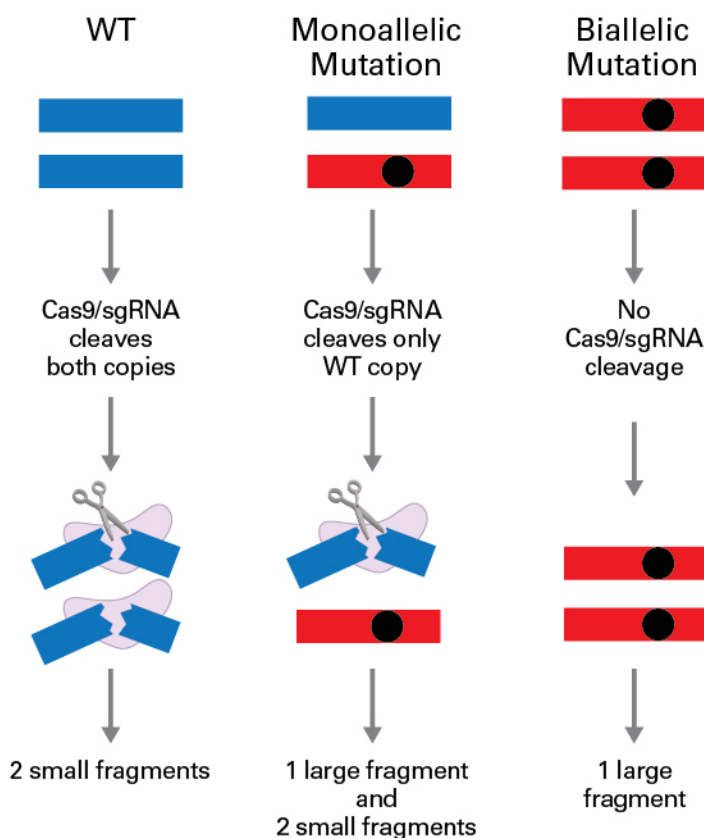 WT
Cas9/sgRNA
cleaves
both copies
2 small fragments
Monoallelic
Mutation
Cas9/sgRNA
cleaves only
WT copy
1 large fragment
and
2 small fragments
Biallelic
Mutation
No
Cas9/sgRNA
cleavage
1 large
fragment